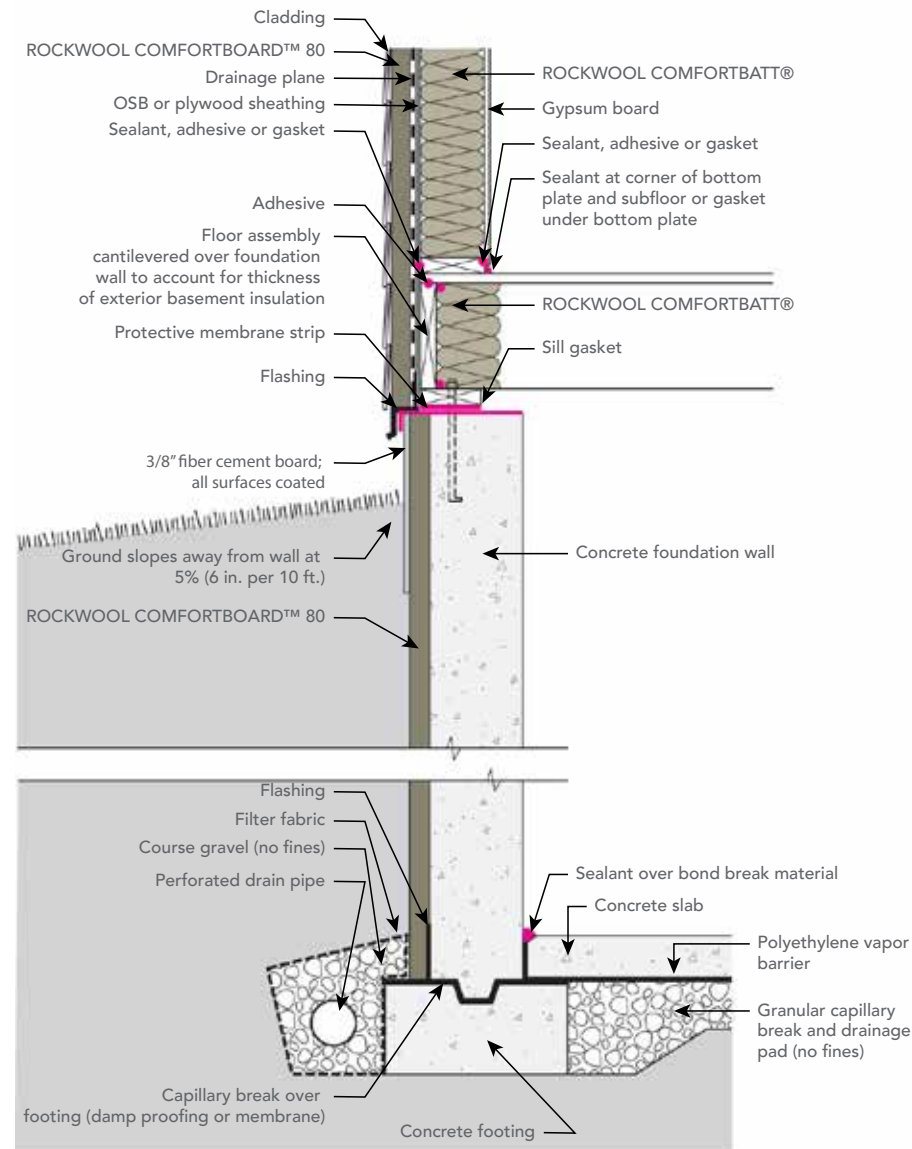 Cladding
ROCKWOOL COMFORTBOARD™ 80
Drainage plane
OSB or plywood sheathing
Sealant, adhesive or gasket
Adhesive
Floor assembly
cantilevered over foundation
wall to account for thickness
of exterior basement insulation
Protective membrane strip
Flashing
3/8" fiber cement board;
all surfaces coated
Ground slopes away from wall at
5% (6 in. per 10 ft.)
ROCKWOOL COMFORTBOARD™ 80
ROCKWOOL COMFORTBATT®
Gypsum board
Sealant, adhesive or gasket
Sealant at corner of bottom
plate and subfloor or gasket
under bottom plate
ROCKWOOL COMFORTBATT®
Sill gasket
Concrete foundation wall
Flashing
Filter fabric
Course gravel (no fines)
Perforated drain pipe
Sealant over bond break material
Concrete slab
Polyethylene vapor
barrier
Granular capillary
break and drainage
pad (no fines)
Capillary break over
footing (damp proofing or membrane)
Concrete footing